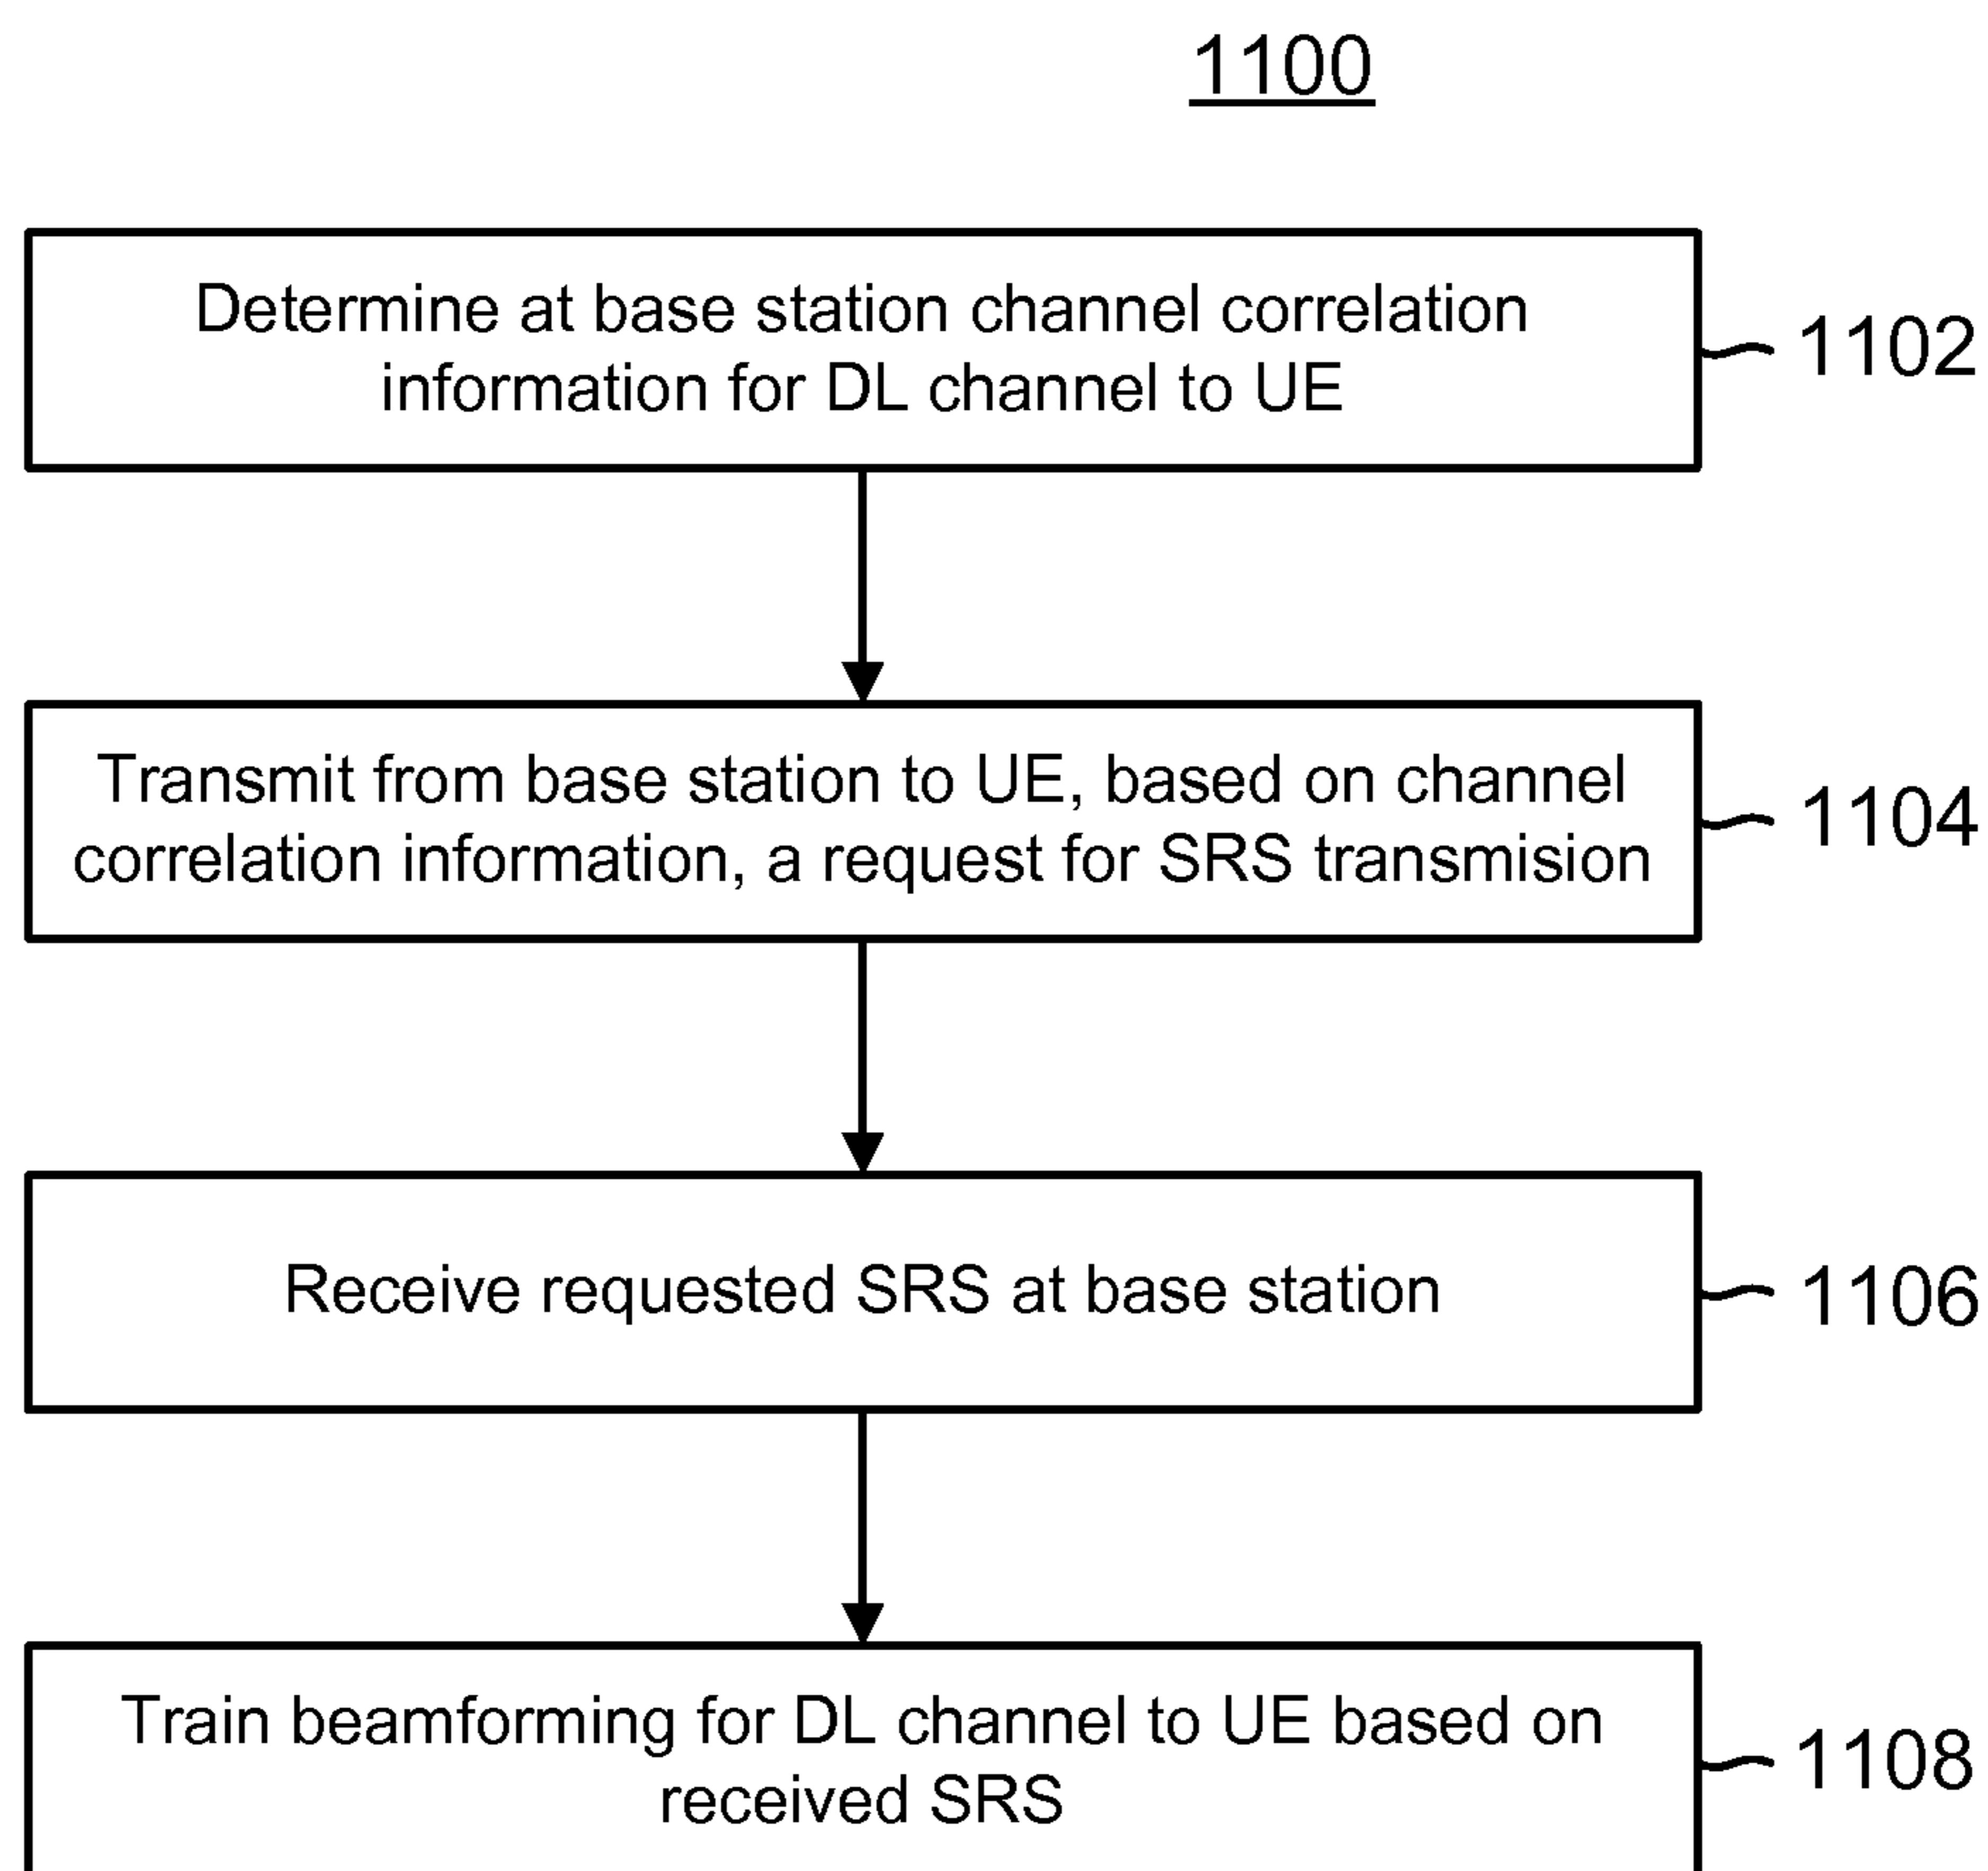 1100
Determine at base station channel correlation
information for DL channel to UE
1102
Transmit from base station to UE, based on channel
correlation information, a request for SRS transmision
1104
Receive requested SRS at base station
1106
Train beamforming for DL channel to UE based on
received SRS
1108